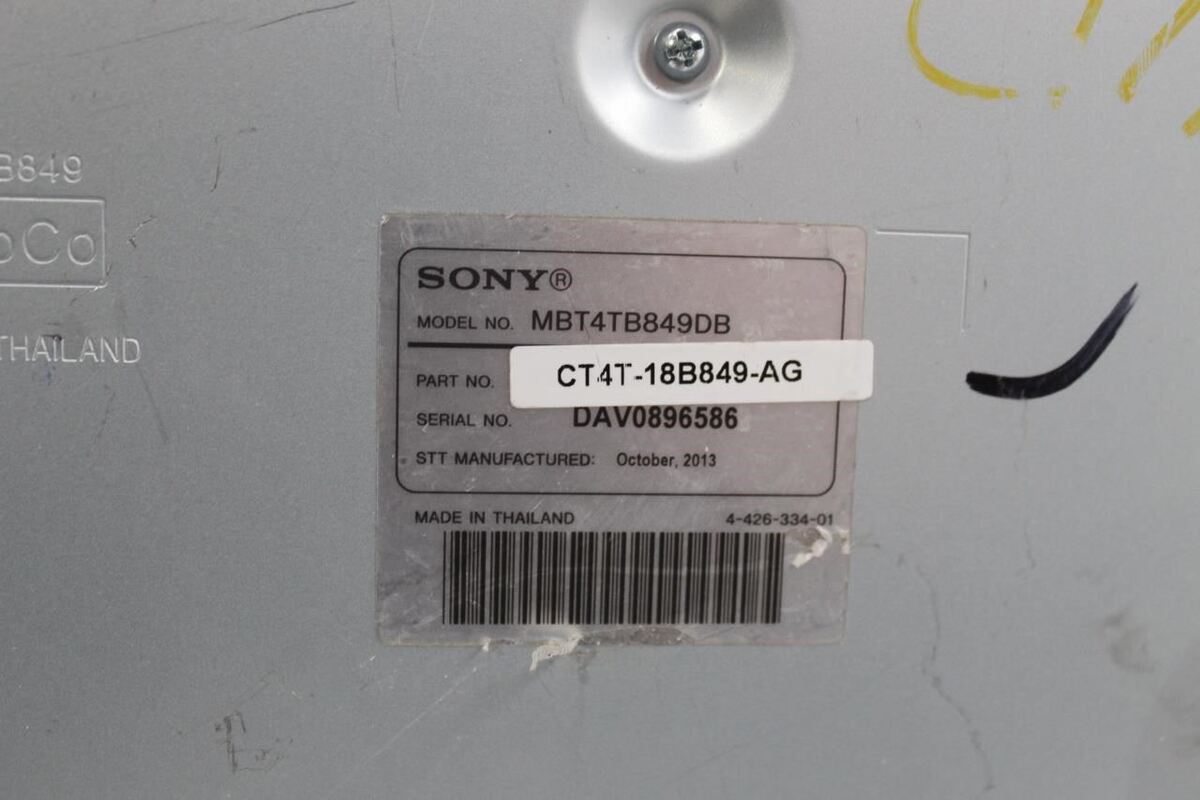 B849
oCo
THAILAND
SONY®
MODEL NO. MBT4TB849DB
PART NO. CT4T-18B849-AG
SERIAL NO. DAV0896586
STT MANUFACTURED: October, 2013
MADE IN THAILAND 4-426-334-01